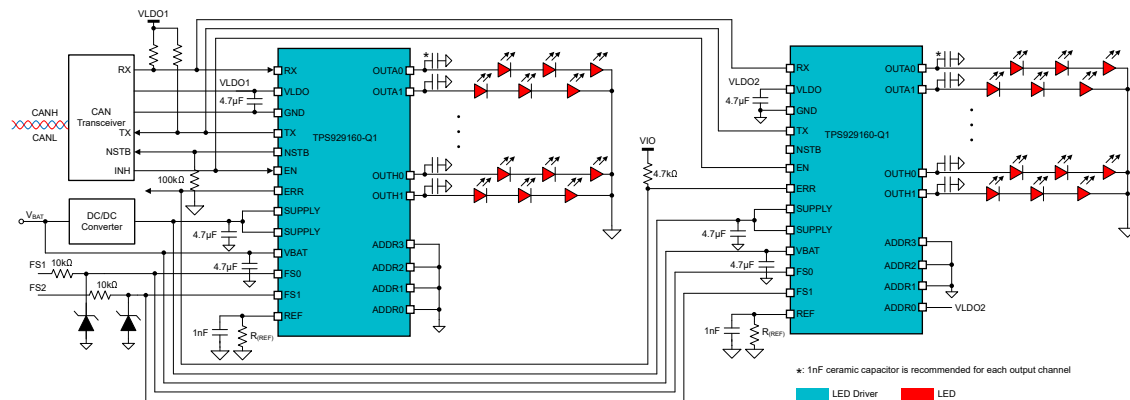 VLDO1
RX
CAN
Transceiver
TX
NSTB
INH
CANH
CANL
100kΩ
VLDO1
4.7µF
V_BAT
DC/DC
Converter
4.7µF
4.7µF
FS1
10kΩ
FS2
10kΩ
1nF
R(REF)
TPS929160-Q1
RX
VLDO
GND
TX
NSTB
EN
ERR
SUPPLY
SUPPLY
VBAT
FS0
FS1
REF
OUTA0
OUTA1
OUTH0
OUTH1
ADDR3
ADDR2
ADDR1
ADDR0
*
VIO
4.7kΩ
VLDO2
4.7µF
4.7µF
4.7µF
1nF
R(REF)
TPS929160-Q1
RX
VLDO
GND
TX
NSTB
EN
ERR
SUPPLY
SUPPLY
VBAT
FS0
FS1
REF
OUTA0
OUTA1
OUTH0
OUTH1
ADDR3
ADDR2
ADDR1
ADDR0
VLDO2
*
*: 1nF ceramic capacitor is recommended for each output channel
LED Driver
LED